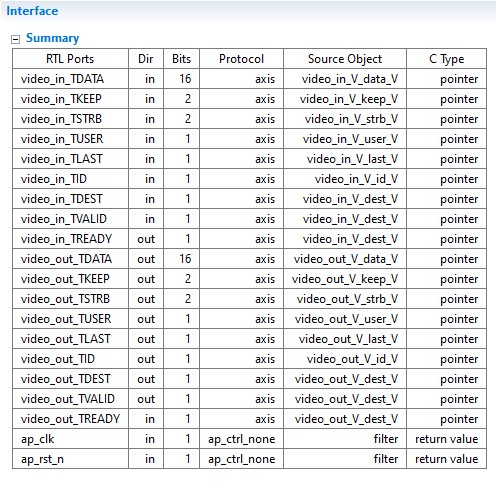 Interface
Summary
RTL Ports Dir Bits Protocol Source Object C Type
video_in_TDATA in 16 axis video_in_V_data_V pointer
video_in_TKEEP in 2 axis video_in_V_keep_V pointer
video_in_TSTRB in 2 axis video_in_V_strb_V pointer
video_in_TUSER in 1 axis video_in_V_user_V pointer
video_in_TLAST in 1 axis video_in_V_last_V pointer
video_in_TID in 1 axis video_in_V_id_V pointer
video_in_TDEST in 1 axis video_in_V_dest_V pointer
video_in_TVALID in 1 axis video_in_V_dest_V pointer
video_in_TREADY out 1 axis video_in_V_dest_V pointer
video_out_TDATA out 16 axis video_out_V_data_V pointer
video_out_TKEEP out 2 axis video_out_V_keep_V pointer
video_out_TSTRB out 2 axis video_out_V_strb_V pointer
video_out_TUSER out 1 axis video_out_V_user_V pointer
video_out_TLAST out 1 axis video_out_V_last_V pointer
video_out_TID out 1 axis video_out_V_id_V pointer
video_out_TDEST out 1 axis video_out_V_dest_V pointer
video_out_TVALID out 1 axis video_out_V_dest_V pointer
video_out_TREADY in 1 axis video_out_V_dest_V pointer
ap_clk in 1 ap_ctrl_none filter return value
ap_rst_n in 1 ap_ctrl_none filter return value